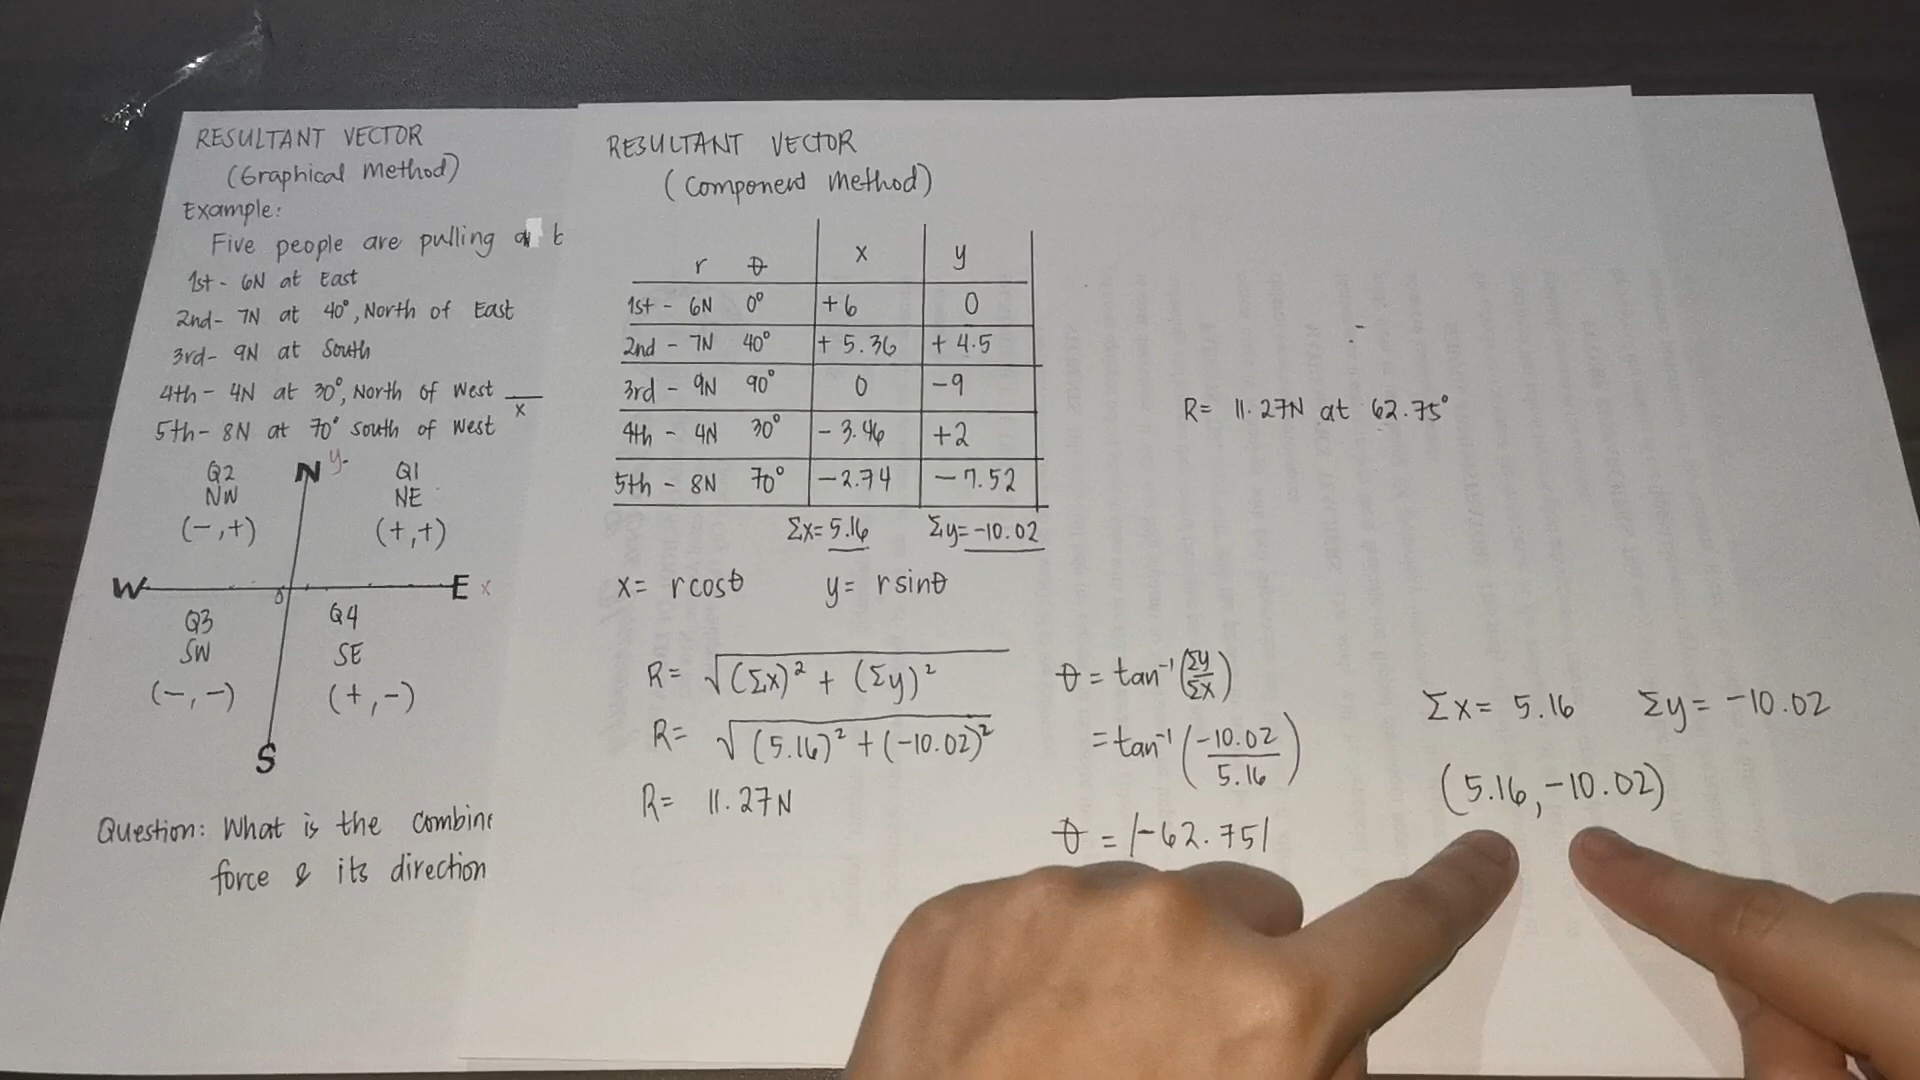 RESULTANT VECTOR
(Graphical Method)
Example:
Five people are pulling a t
1st - 6N at East
2nd- 7N at 40°, North of East
3rd- 9N at South
4th- 4N at 30°, North of West
x
5th- 8N at 70° South of West
N y
Q2
NW
(-,+)
Q1
NE
(+,+)
W
E x
Q3
SW
(-,-)
Q4
SE
(+,-)
S
Question: What is the combine
force & its direction
RESULTANT VECTOR
(Component Method)
r θ x y
1st - 6N 0° +6 0
2nd - 7N 40° + 5.36 + 4.5
3rd - 9N 90° 0 -9
4th - 4N 30° - 3.46 +2
5th - 8N 70° -2.74 -7.52
Σx= 5.16 Σy= -10.02
x= rcosθ y= rsinθ
R= √(Σx)² + (Σy)²
R= √(5.16)² + (-10.02)²
R= 11.27N
θ = tan⁻¹(Σy/Σx)
= tan⁻¹(-10.02/5.16)
θ = |-62.75|
R= 11.27N at 62.75°
Σx= 5.16 Σy= -10.02
(5.16, -10.02)